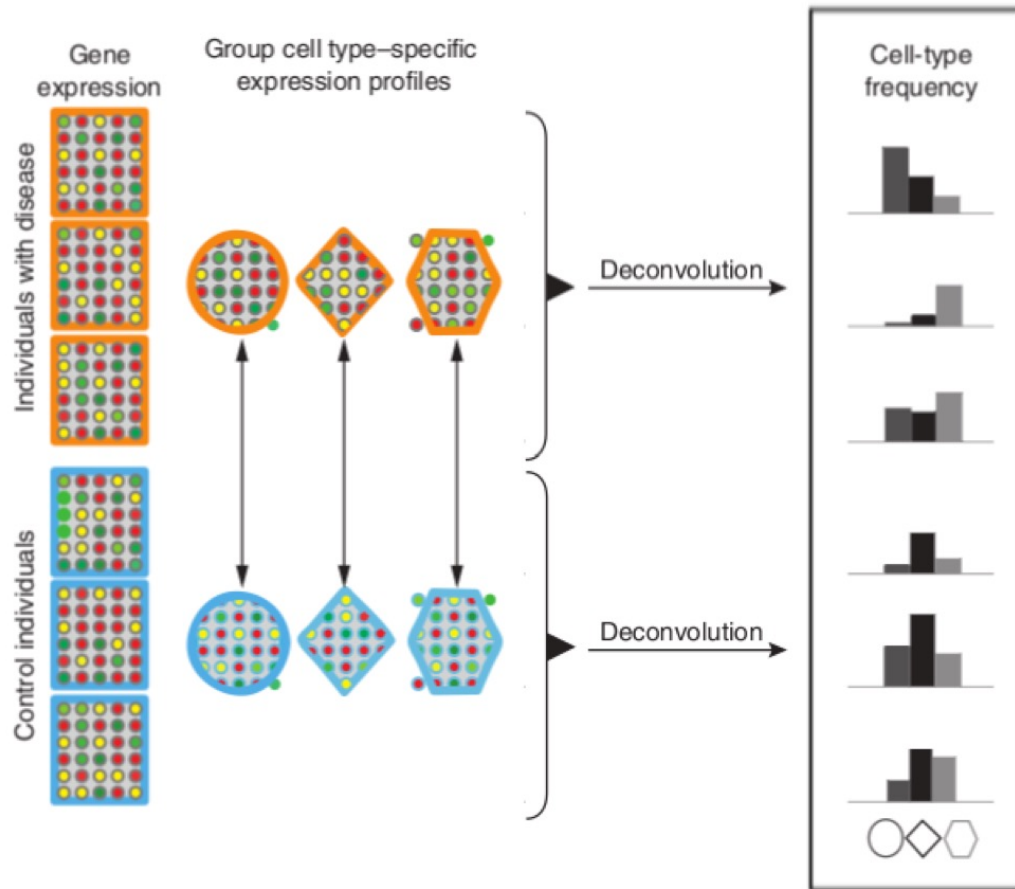 Gene
expression
Group cell type–specific
expression profiles
Cell-type
frequency
Individuals with disease
Deconvolution
Control individuals
Deconvolution